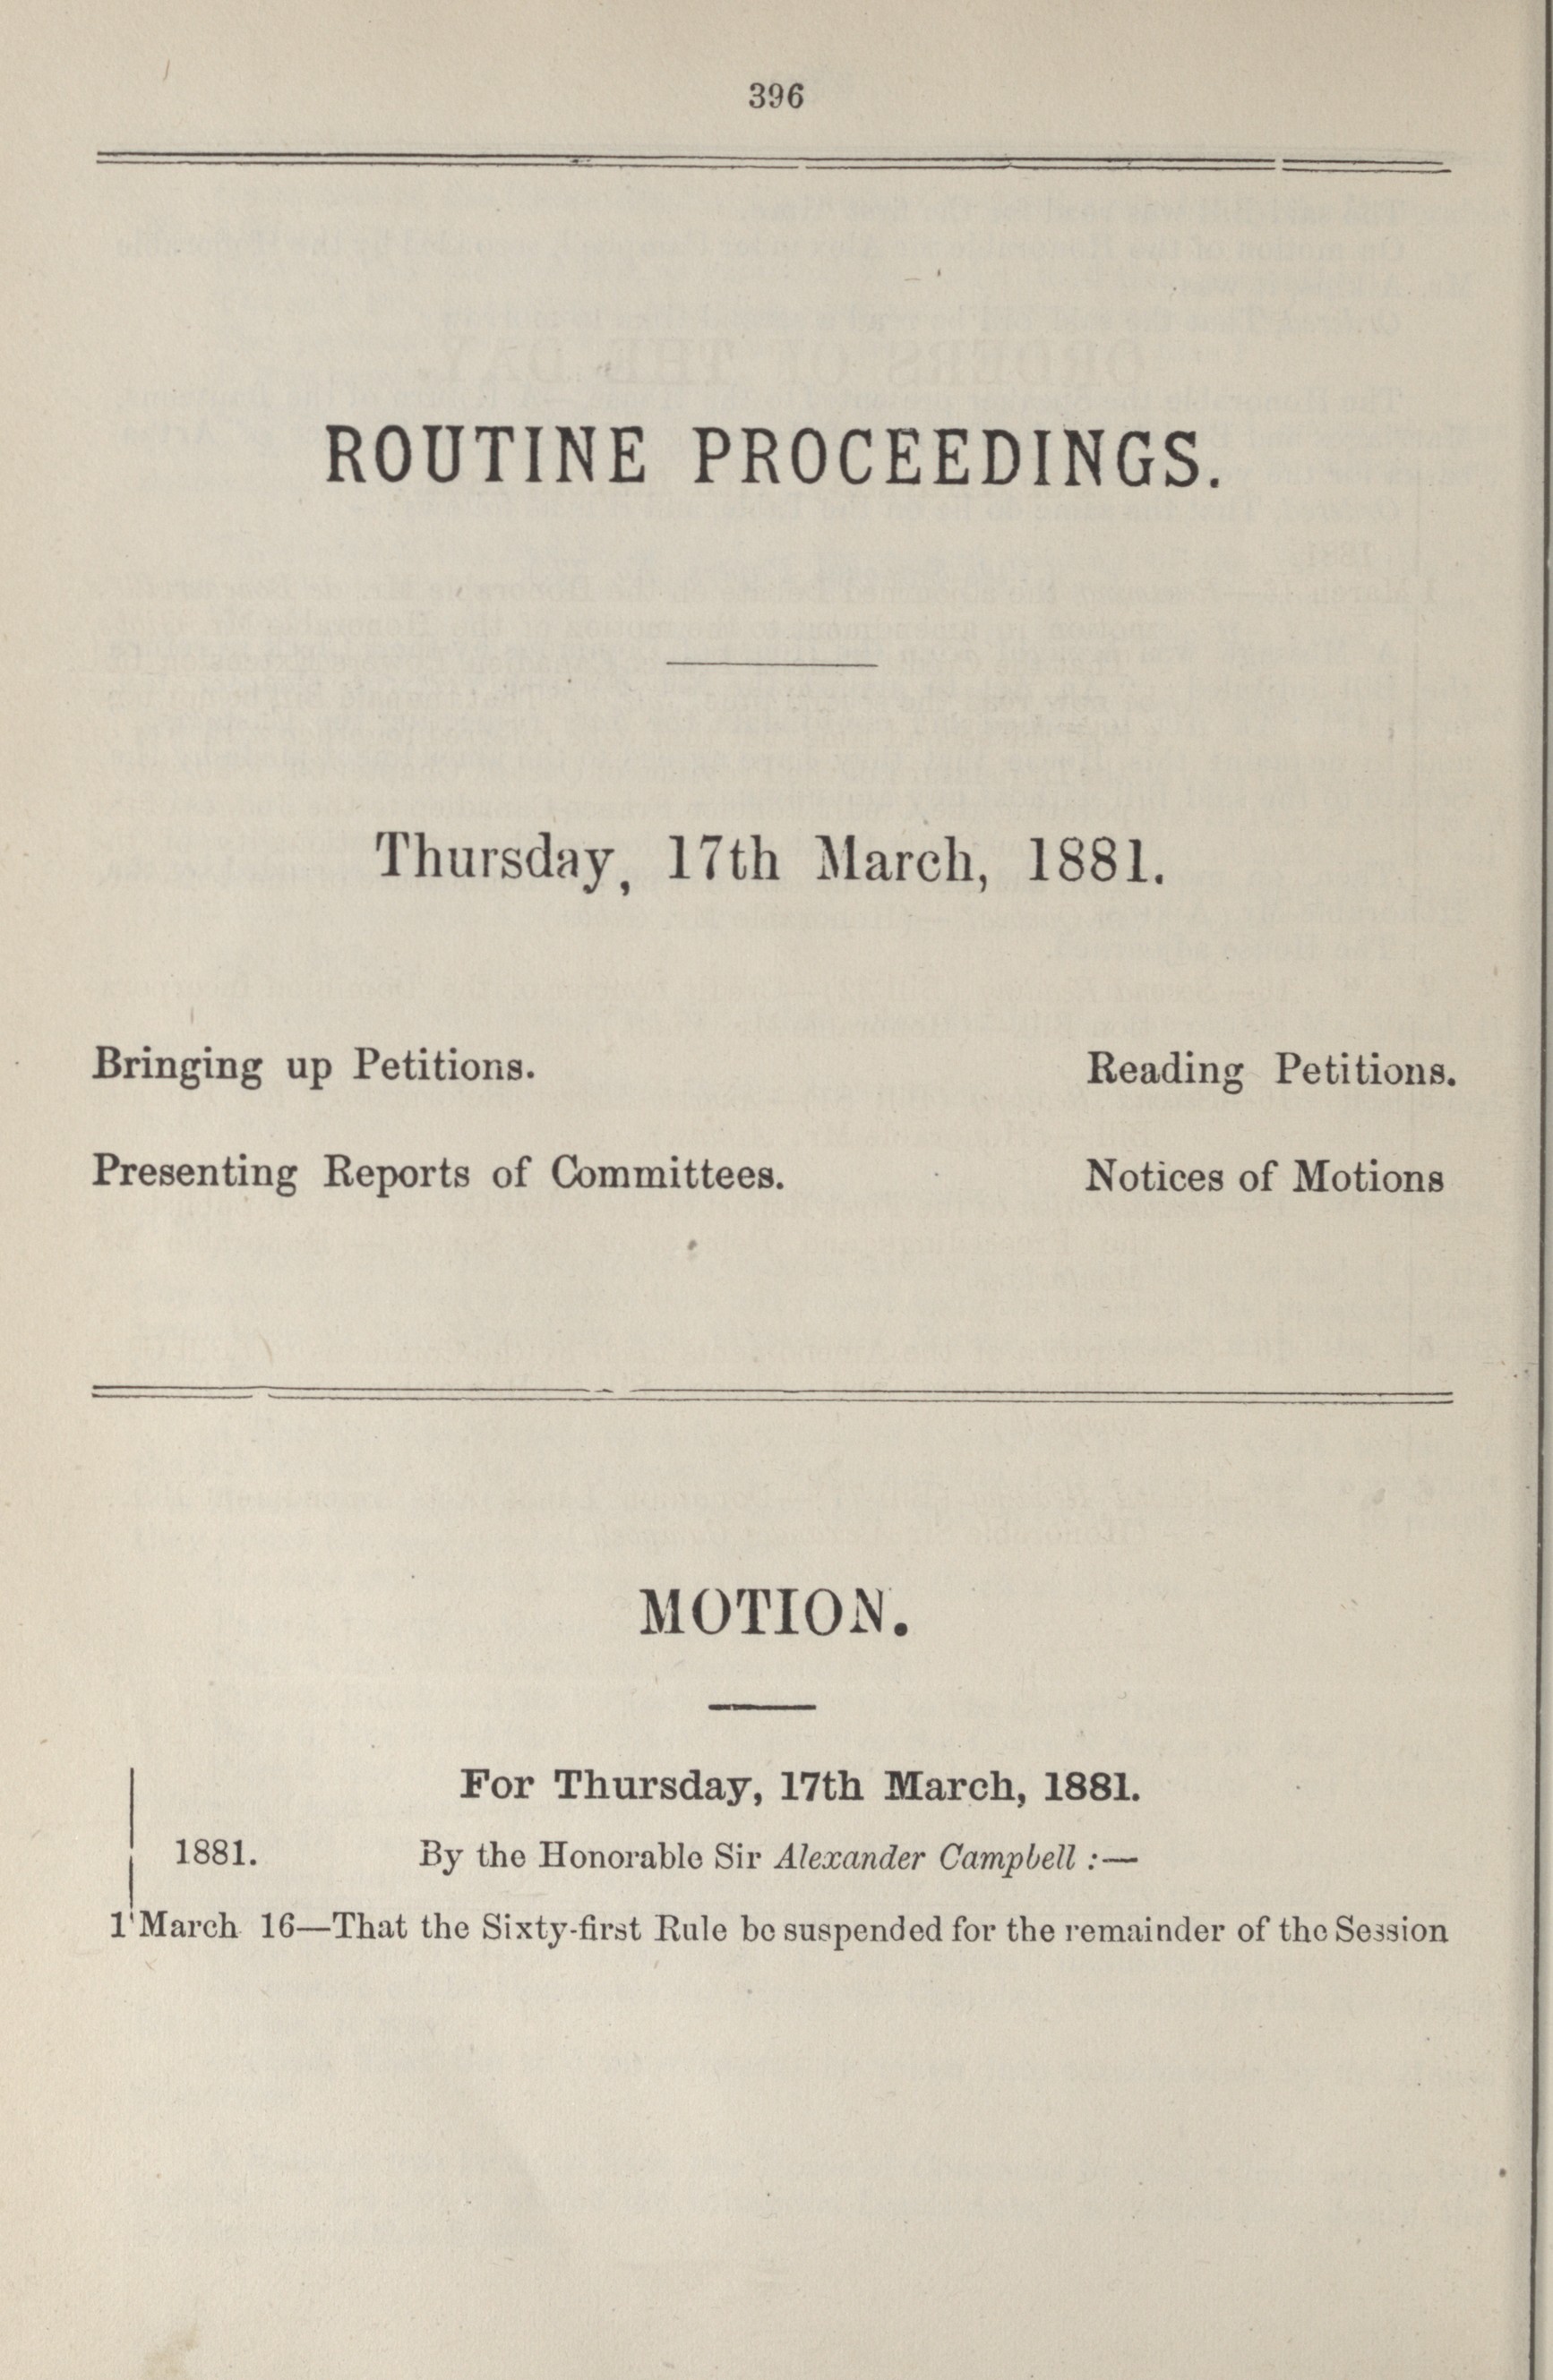 396
ROUTINE PROCEEDINGS.
Thursday, 17th March, 1881.
Bringing up Petitions. Reading Petitions.
Presenting Reports of Committees. Notices of Motions
MOTION.
For Thursday, 17th March, 1881.
1881. By the Honorable Sir Alexander Campbell :—
1 March 16—That the Sixty-first Rule be suspended for the remainder of the Session